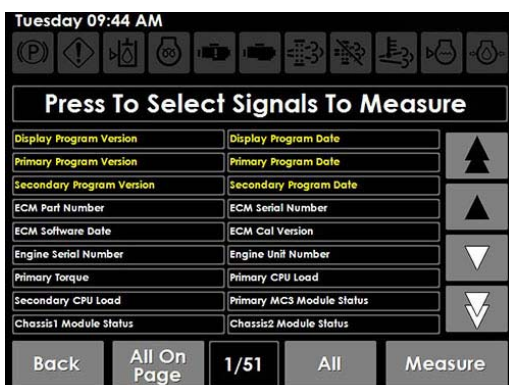 Tuesday 09:44 AM
(P)
Press To Select Signals To Measure
Display Program Version Display Program Date
Primary Program Version Primary Program Date
Secondary Program Version Secondary Program Date
ECM Part Number ECM Serial Number
ECM Software Date ECM Cal Version
Engine Serial Number Engine Unit Number
Primary Torque Primary CPU Load
Secondary CPU Load Primary MC3 Module Status
Chassis1 Module Status Chassis2 Module Status
Back All On Page 1/51 All Measure